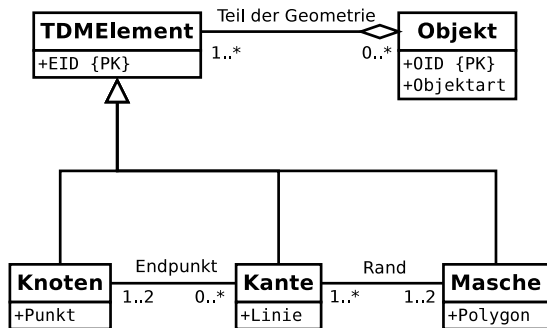 Teil der Geometrie
TDMElement
Objekt
1..*
0..*
+EID {PK}
+OID {PK}
+Objektart
Endpunkt
Rand
Knoten
Kante
Masche
1..2
0..*
1..*
1..2
+Punkt
+Linie
+Polygon